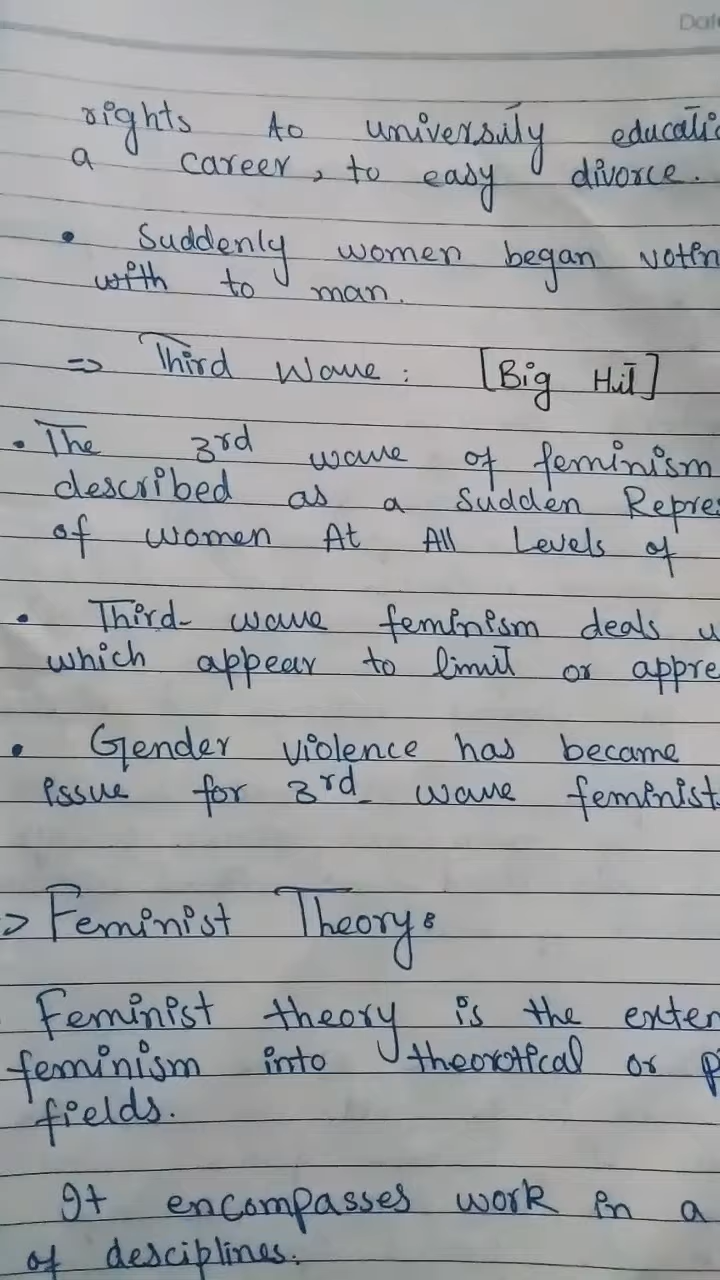 Date
rights to university educatio
a career, to easy divorce.
• Suddenly women began votin
with to man.
=> Third Wave : [Big Hit]
• The 3rd wave of feminism
described as a Sudden Repre
of women At All Levels of
• Third- wave feminism deals
which appear to limit or appre
• Gender violence has became
issue for 3rd wave feminist
=> Feminist Theory:
Feminist theory is the exten
feminism into theorotical or p
fields.
It encompasses work in a
of desciplines.